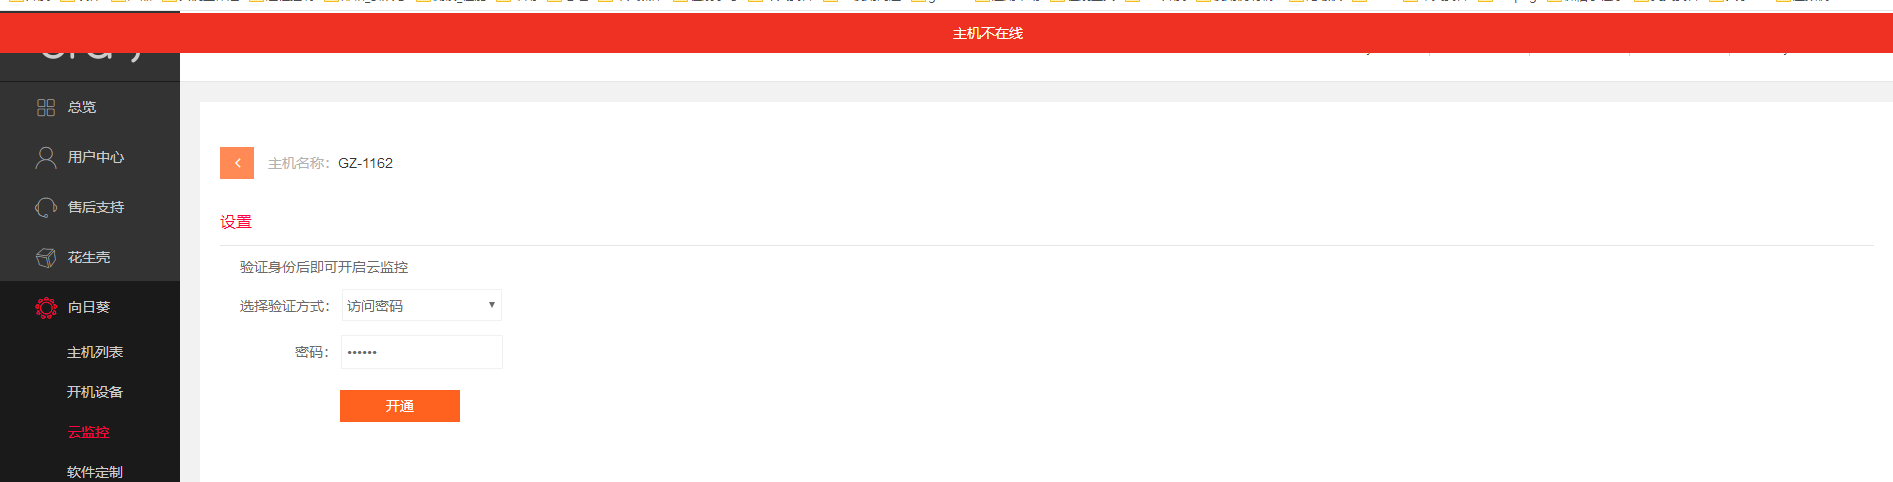 主机不在线
总览
用户中心
售后支持
花生壳
向日葵
主机列表
开机设备
云监控
软件定制
主机名称：GZ-1162
设置
验证身份后即可开启云监控
选择验证方式： 访问密码
密码： ••••••
开通